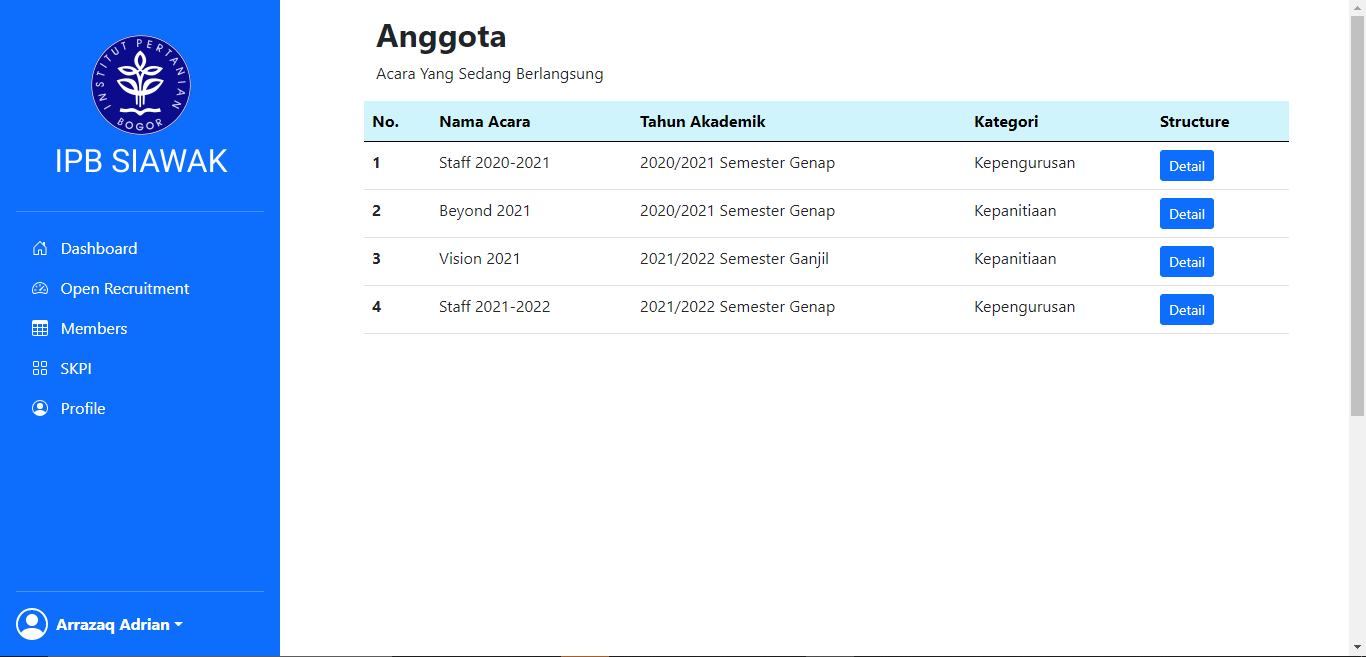 INSTITUT PERTANIAN
BOGOR
IPB SIAWAK
Dashboard
Open Recruitment
Members
SKPI
Profile
Arrazaq Adrian
Anggota
Acara Yang Sedang Berlangsung
No. Nama Acara Tahun Akademik Kategori Structure
1 Staff 2020-2021 2020/2021 Semester Genap Kepengurusan Detail
2 Beyond 2021 2020/2021 Semester Genap Kepanitiaan Detail
3 Vision 2021 2021/2022 Semester Ganjil Kepanitiaan Detail
4 Staff 2021-2022 2021/2022 Semester Genap Kepengurusan Detail